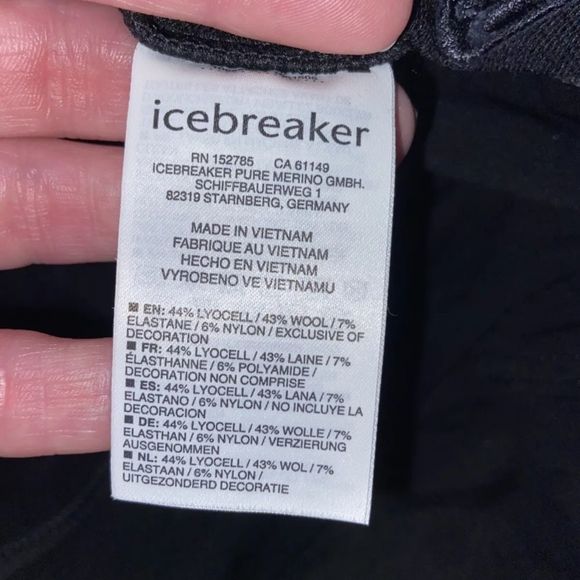 icebreaker
RN 152785 CA 61149
ICEBREAKER PURE MERINO GMBH.
SCHIFFBAUERWEG 1
82319 STARNBERG, GERMANY
MADE IN VIETNAM
FABRIQUE AU VIETNAM
HECHO EN VIETNAM
VYROBENO VE VIETNAMU
EN: 44% LYOCELL / 43% WOOL / 7%
ELASTANE / 6% NYLON / EXCLUSIVE OF
DECORATION
FR: 44% LYOCELL / 43% LAINE / 7%
ÉLASTHANNE / 6% POLYAMIDE /
DECORATION NON COMPRISE
ES: 44% LYOCELL / 43% LANA / 7%
ELASTANO / 6% NYLON / NO INCLUYE LA
DECORACION
DE: 44% LYOCELL / 43% WOLLE / 7%
ELASTHAN / 6% NYLON / VERZIERUNG
AUSGENOMMEN
NL: 44% LYOCELL / 43% WOL / 7%
ELASTAAN / 6% NYLON /
UITGEZONDERD DECORATIE